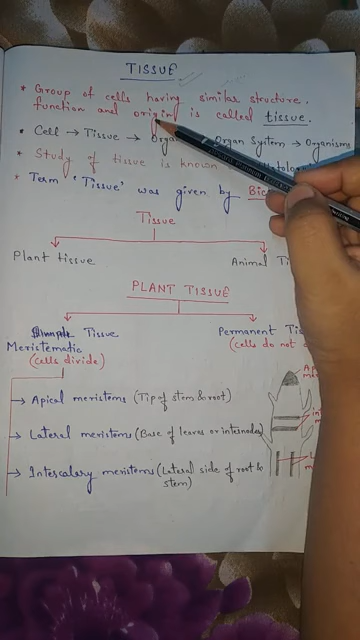 TISSUE
* Group of cells having similar structure,
function and origin is called tissue.
* Cell → Tissue → Organ Organ System → Organisms
* Study of tissue is known
* Term 'Tissue' was given by
Tissue
Plant tissue Animal
PLANT TISSUE
Tissue Permanent
Meristematic (cells do not
(cells divide)
→ Apical meristems (Tip of stem & root)
→ Lateral meristems (Base of leaves or internodes)
→ Intercalary meristems (Lateral side of root &
stem)